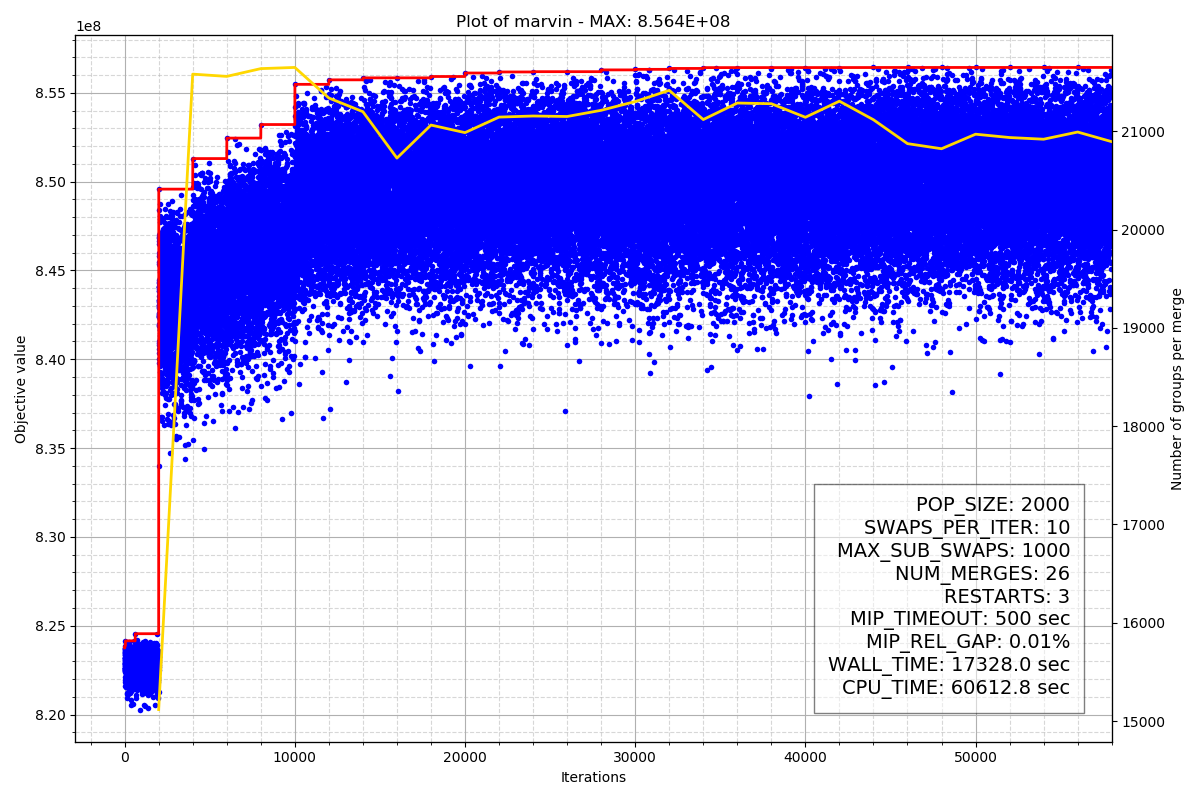 Plot of marvin - MAX: 8.564E+08
1e8
8.55
8.50
8.45
8.40
8.35
8.30
8.25
8.20
Objective value
21000
20000
19000
18000
17000
16000
15000
Number of groups per merge
POP_SIZE: 2000
SWAPS_PER_ITER: 10
MAX_SUB_SWAPS: 1000
NUM_MERGES: 26
RESTARTS: 3
MIP_TIMEOUT: 500 sec
MIP_REL_GAP: 0.01%
WALL_TIME: 17328.0 sec
CPU_TIME: 60612.8 sec
0 10000 20000 30000 40000 50000
Iterations